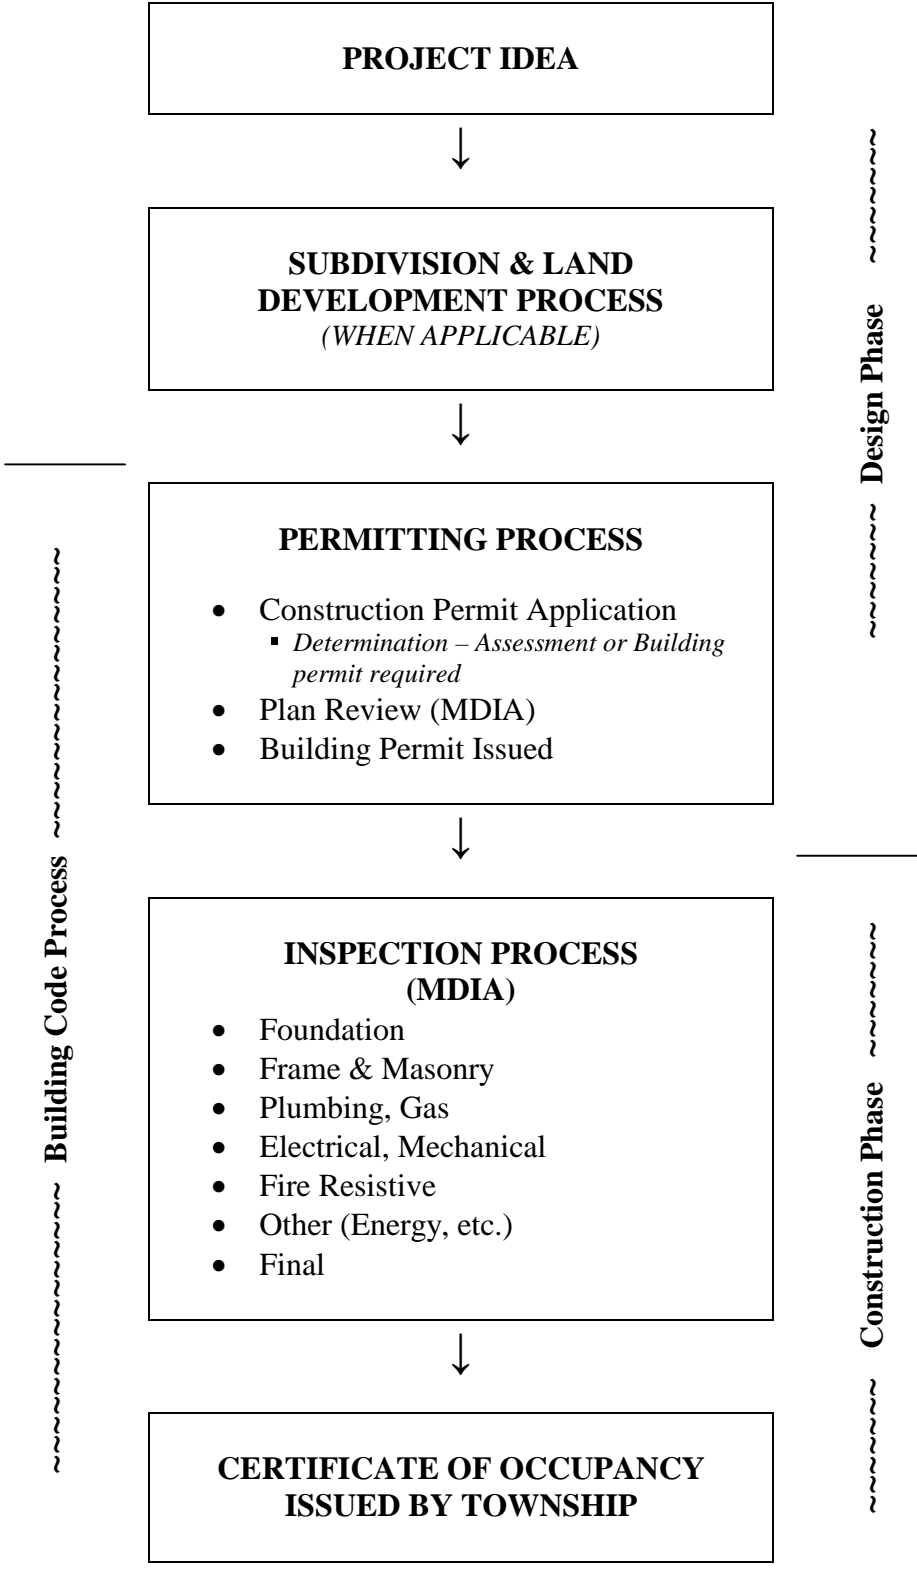 PROJECT IDEA
↓
SUBDIVISION & LAND
DEVELOPMENT PROCESS
(WHEN APPLICABLE)
↓
PERMITTING PROCESS
• Construction Permit Application
▪ Determination – Assessment or Building
permit required
• Plan Review (MDIA)
• Building Permit Issued
↓
INSPECTION PROCESS
(MDIA)
• Foundation
• Frame & Masonry
• Plumbing, Gas
• Electrical, Mechanical
• Fire Resistive
• Other (Energy, etc.)
• Final
↓
CERTIFICATE OF OCCUPANCY
ISSUED BY TOWNSHIP
~~~~~~~~~~~~~~~ Building Code Process ~~~~~~~~~~~~~~~
~~~~~~~ Design Phase ~~~~~~~
~~~~~~~ Construction Phase ~~~~~~~